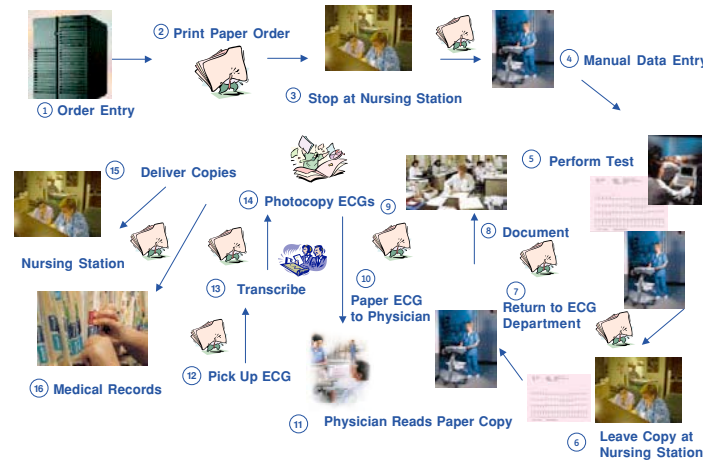 ② Print Paper Order
④ Manual Data Entry
③ Stop at Nursing Station
① Order Entry
⑤ Perform Test
⑮ Deliver Copies
⑭ Photocopy ECGs
⑨
⑧ Document
Nursing Station
⑩
Paper ECG
to Physician
⑬ Transcribe
⑦
Return to ECG
Department
⑫ Pick Up ECG
⑯ Medical Records
⑪ Physician Reads Paper Copy
⑥ Leave Copy at
Nursing Station